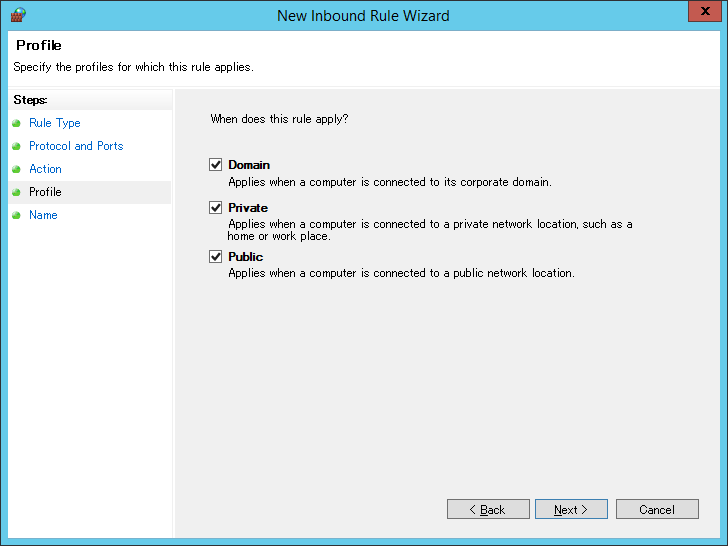 New Inbound Rule Wizard
x
Profile
Specify the profiles for which this rule applies.
Steps:
Rule Type
Protocol and Ports
Action
Profile
Name
When does this rule apply?
Domain
Applies when a computer is connected to its corporate domain.
Private
Applies when a computer is connected to a private network location, such as a
home or work place.
Public
Applies when a computer is connected to a public network location.
< Back
Next >
Cancel